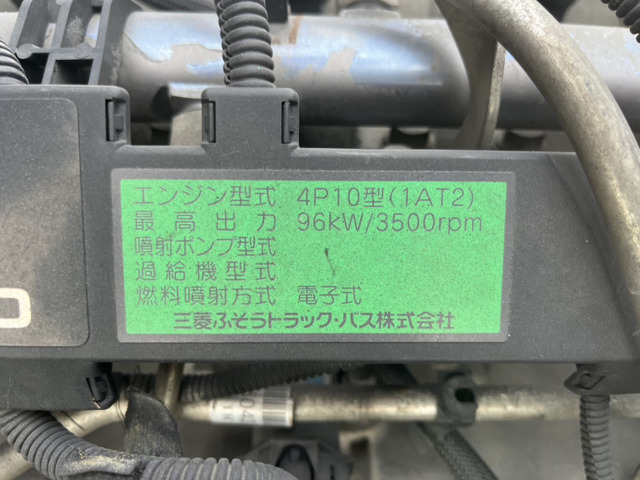 エンジン型式 4P10型(1AT2)
最高出力 96kW/3500rpm
噴射ポンプ型式
過給機型式
燃料噴射方式 電子式
三菱ふそうトラック・バス株式会社